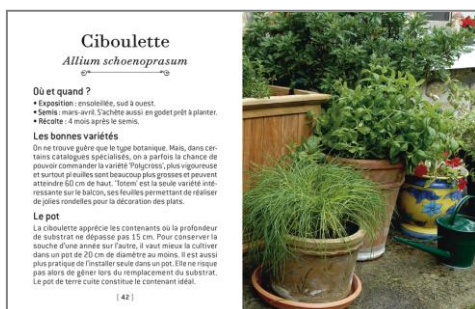 Ciboulette
Allium schoenoprasum
Où et quand ?
• Exposition : ensoleillée, sud à ouest.
• Semis : mars-avril. S'achète aussi en godet prêt à planter.
• Récolte : 4 mois après le semis.
Les bonnes variétés
On ne trouve guère que le type botanique. Mais, dans cer-
tains catalogues spécialisés, on a parfois la chance de
pouvoir commander la variété 'Polycross', plus vigoureuse
et surtout pl euuilles sont beaucoup plus grosses et peuvent
atteindre 60 cm de haut. 'Totem' est la seule variété inté-
ressante sur le balcon, ses feuilles permettant de réaliser
de jolies rondelles pour la décoration des plats.
Le pot
La ciboulette apprécie les contenants où la profondeur
de substrat ne dépasse pas 15 cm. Pour conserver la
souche d'une année sur l'autre, il vaut mieux la cultiver
dans un pot de 20 cm de diamètre au moins. Il est aussi
plus pratique de l'installer seule dans un pot. Elle ne risque
pas alors de gêner lors du remplacement du substrat.
Le pot de terre cuite constitue le contenant idéal.
[ 42 ]